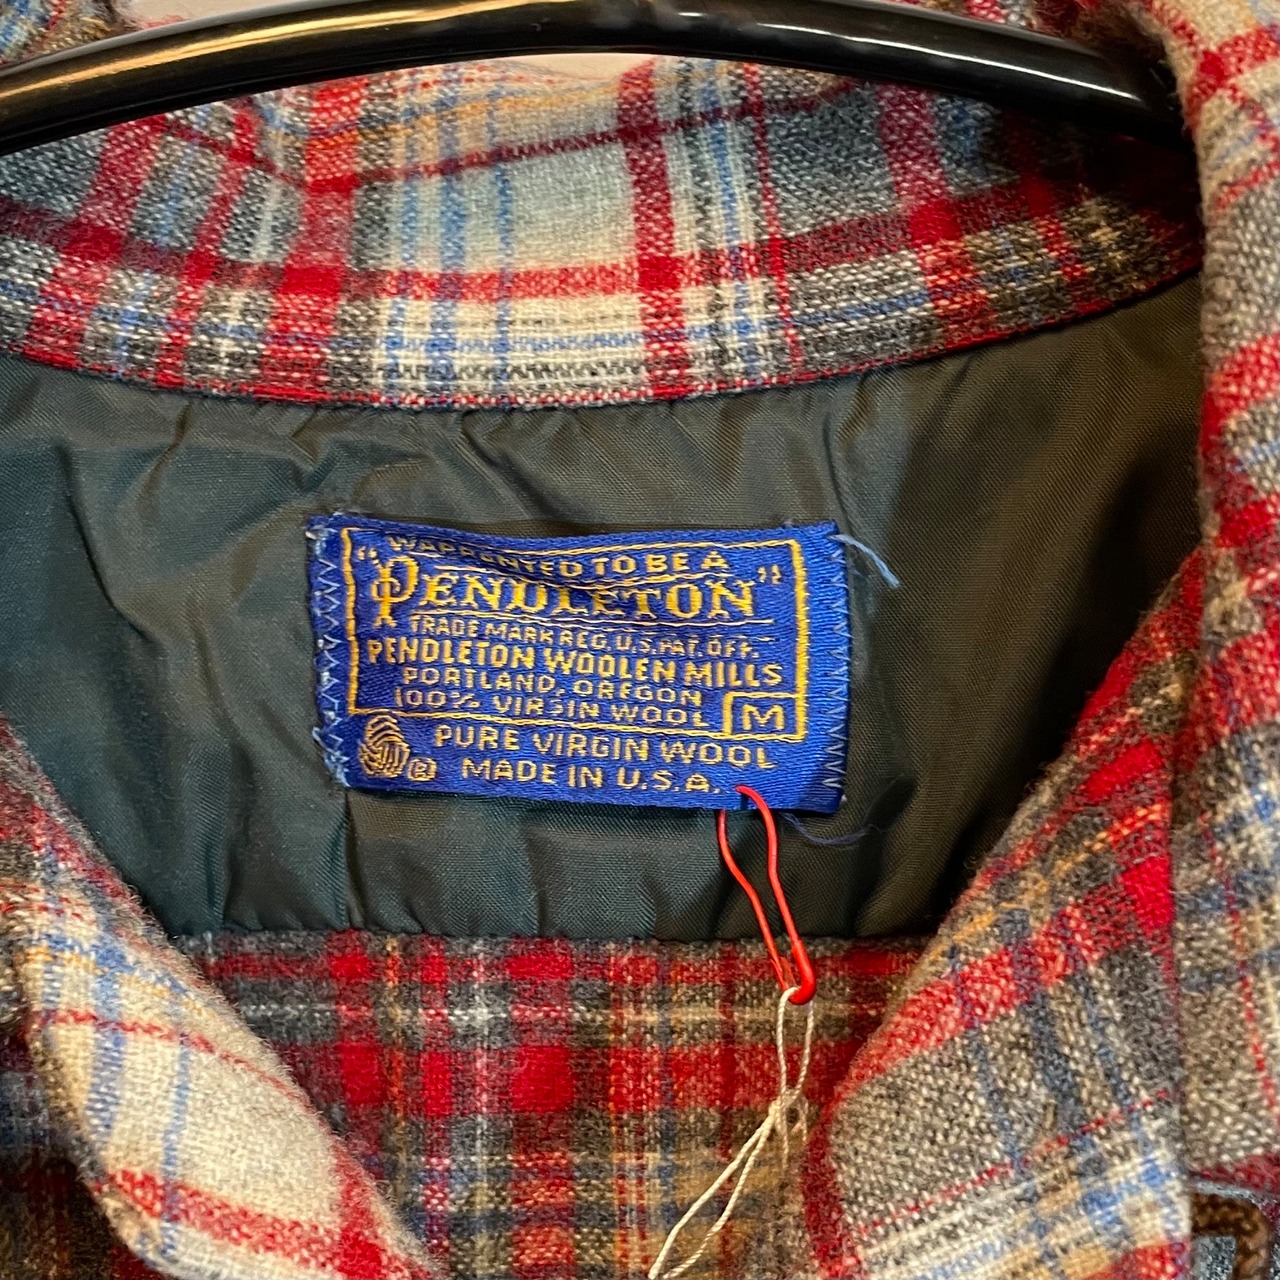 WARRANTED TO BE A
"PENDLETON"
TRADE MARK REG. U.S. PAT. OFF.
PENDLETON WOOLEN MILLS
PORTLAND, OREGON
100% VIRGIN WOOL M
PURE VIRGIN WOOL
R MADE IN U.S.A.